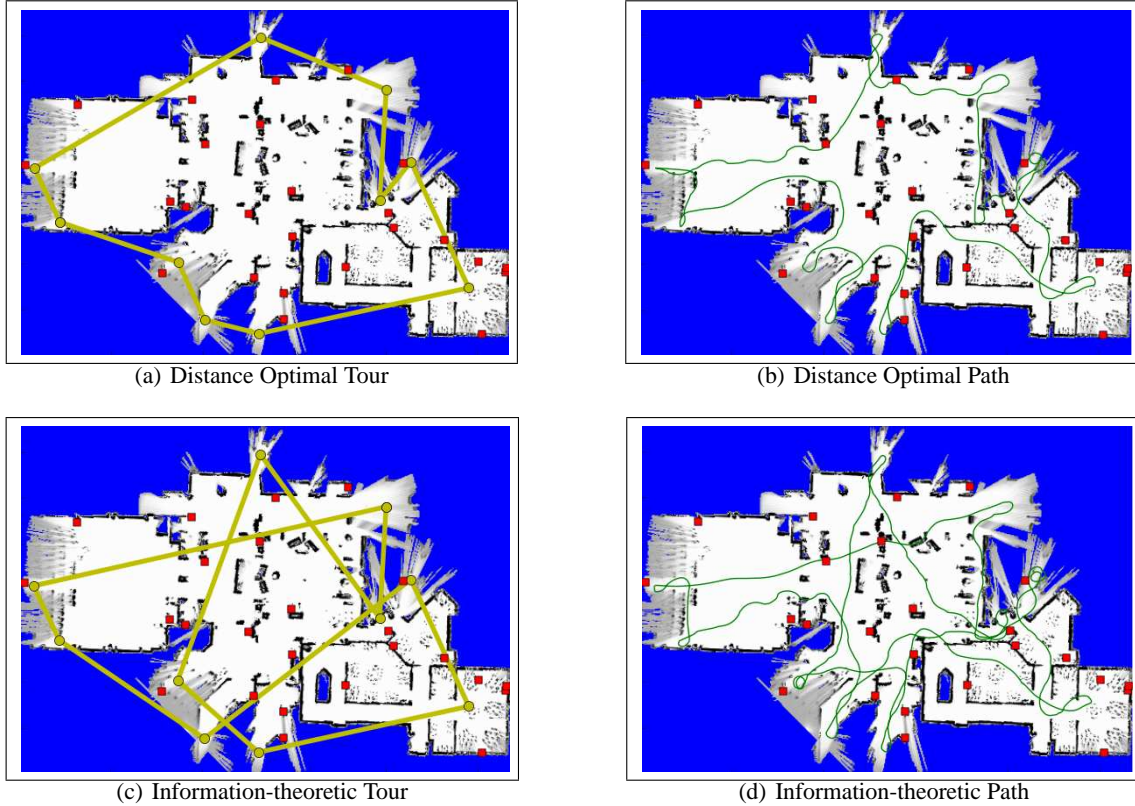 (a) Distance Optimal Tour
(b) Distance Optimal Path
(c) Information-theoretic Tour
(d) Information-theoretic Path